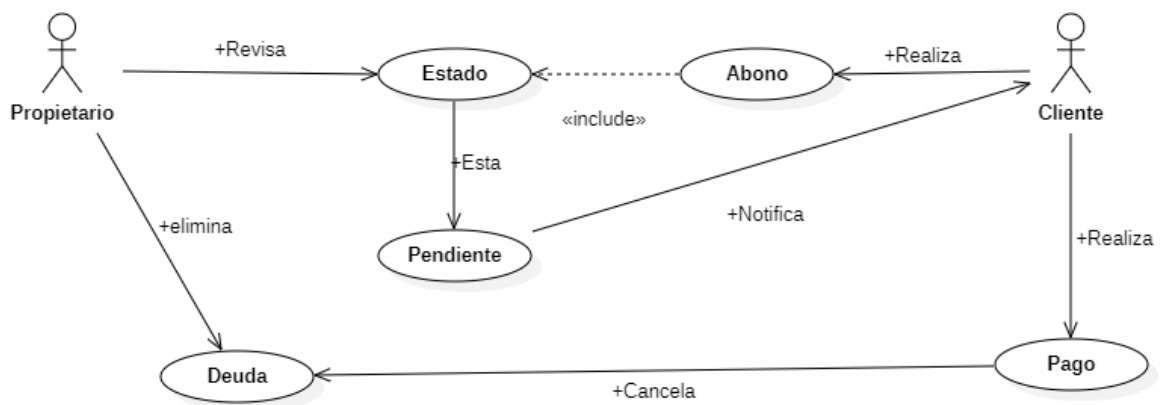 +Revisa
Estado
Abono
+Realiza
Propietario
Cliente
«include»
+Esta
+Notifica
+elimina
+Realiza
Pendiente
Deuda
Pago
+Cancela